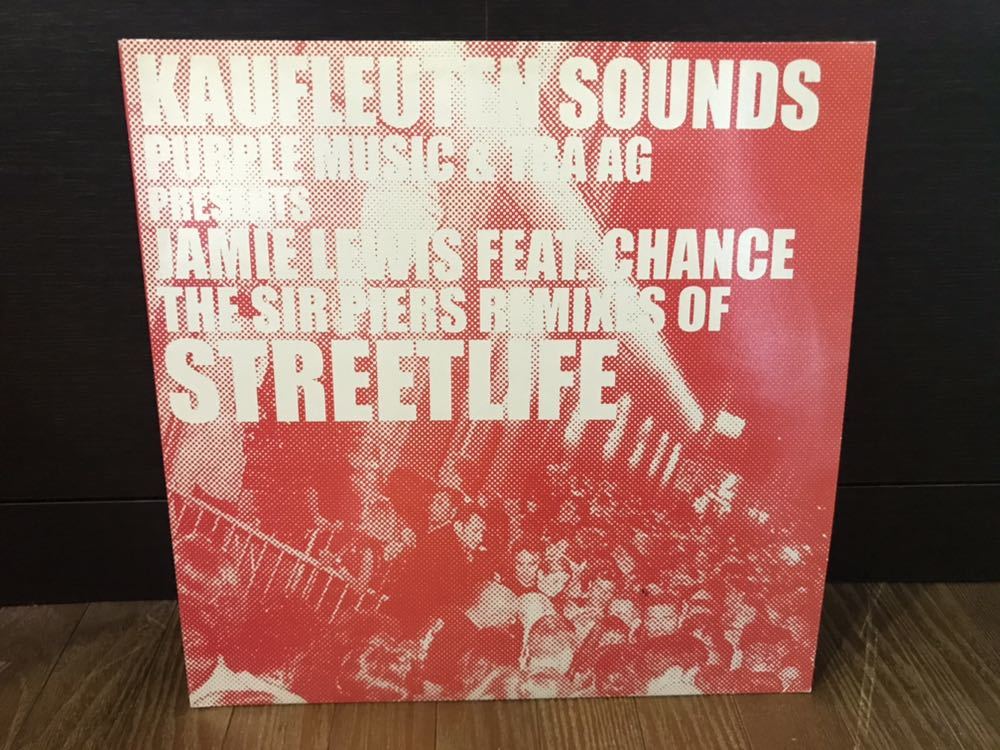 KAUFLEUTEN SOUNDS
PURPLE MUSIC & TBA AG
PRESENTS
JAMIE LEWIS FEAT. CHANCE
THE SIR PIERS REMIXES OF
STREETLIFE